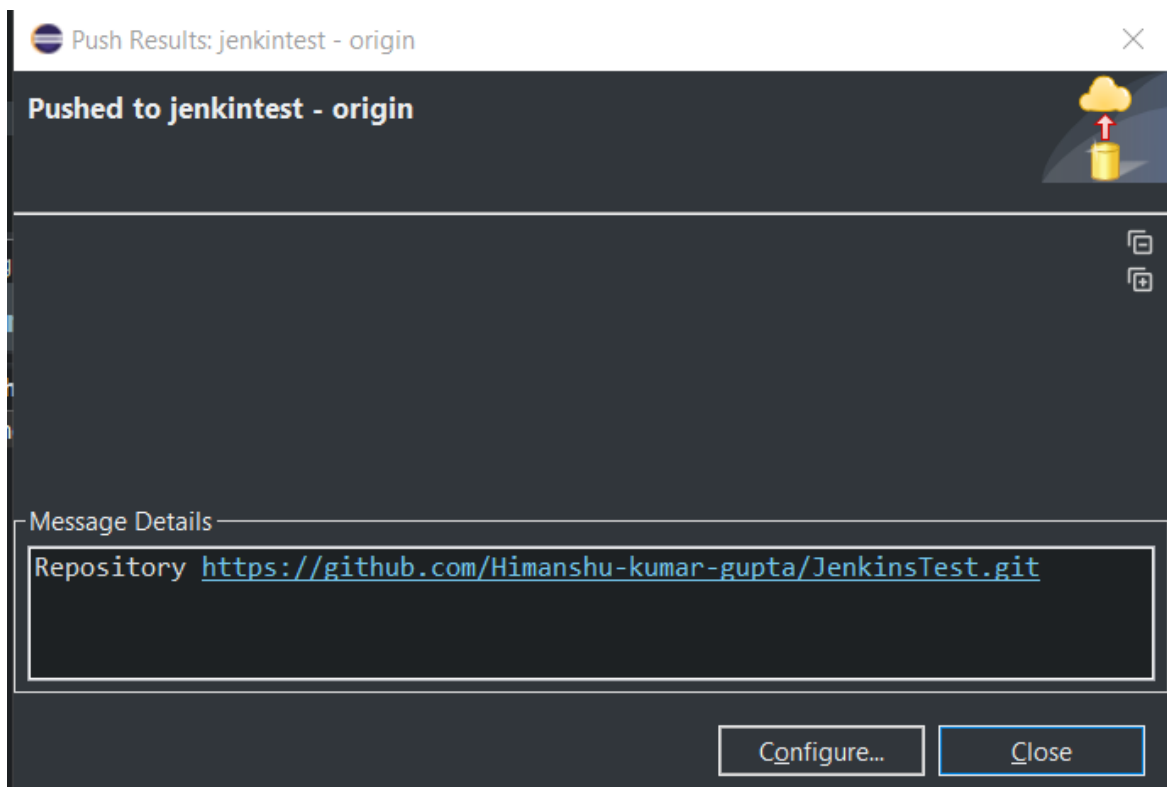 Push Results: jenkintest - origin
Pushed to jenkintest - origin
Message Details
Repository https://github.com/Himanshu-kumar-gupta/JenkinsTest.git
Configure...
Close